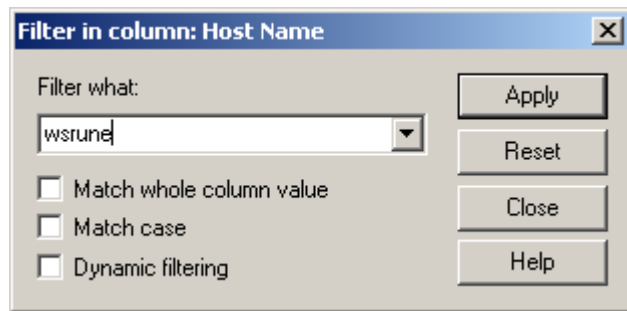 Filter in column: Host Name
Filter what:
wsrune
Match whole column value
Match case
Dynamic filtering
Apply
Reset
Close
Help